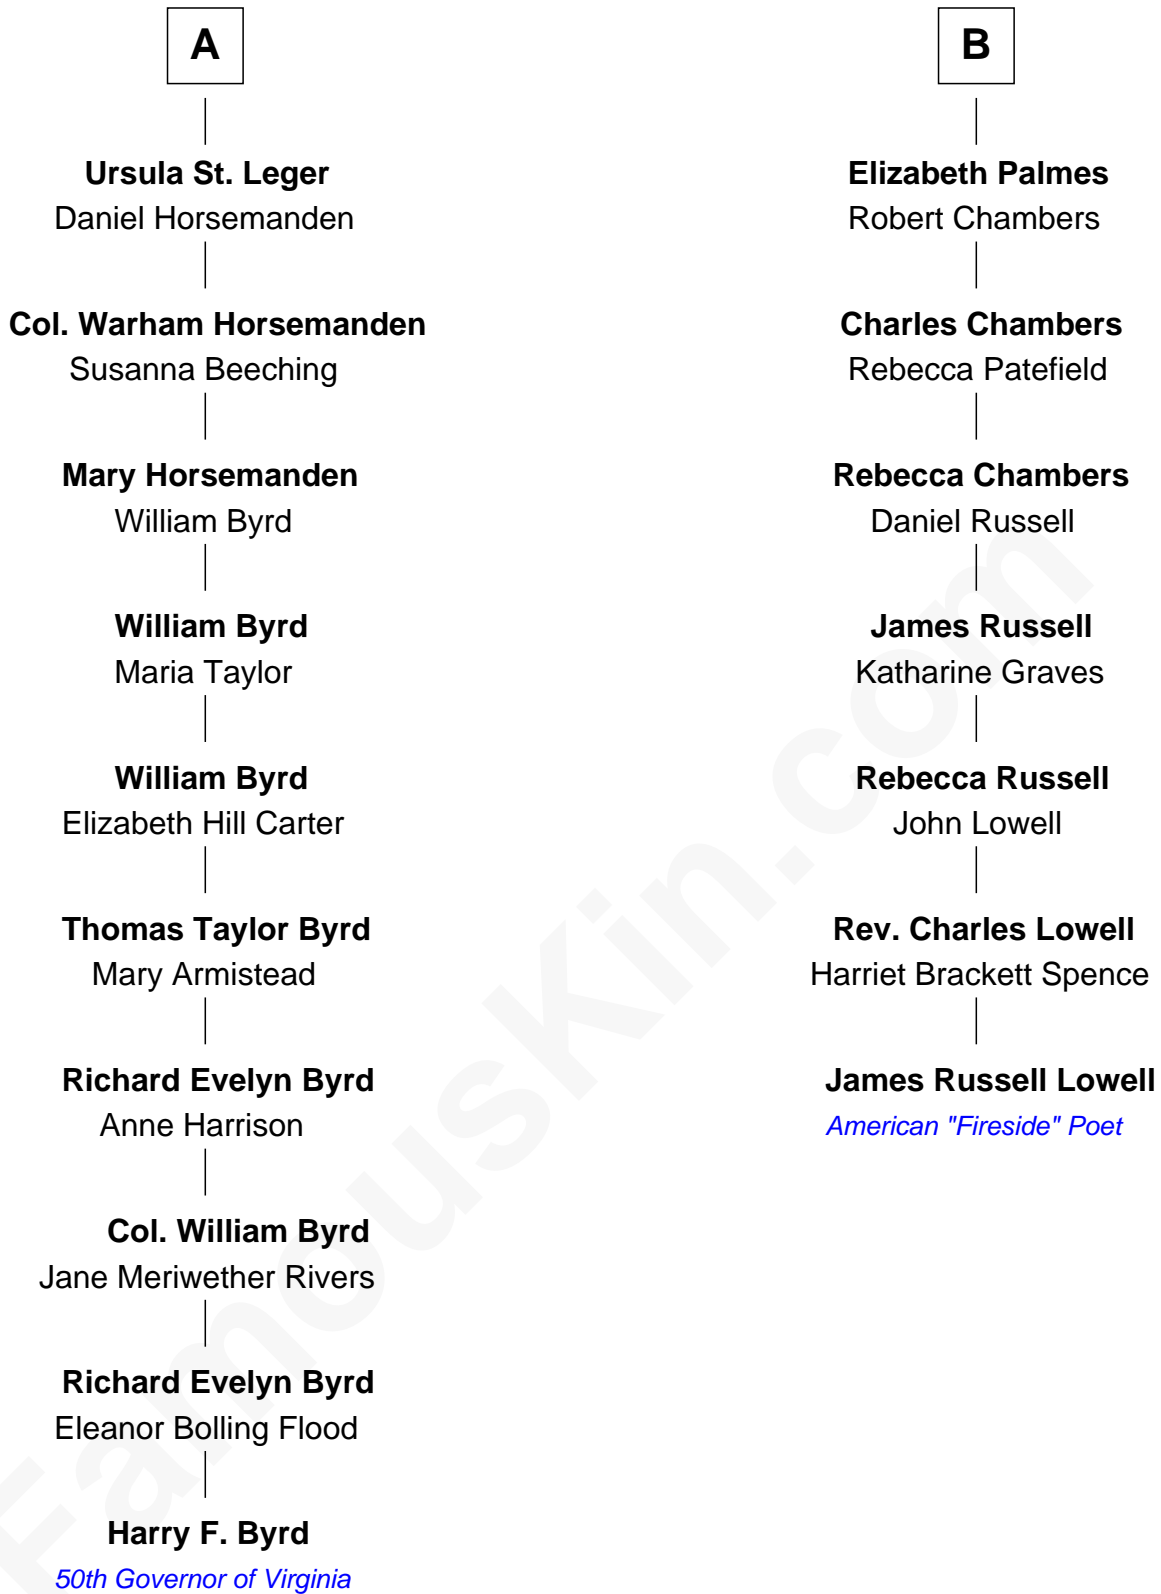 A
Ursula St. Leger
Daniel Horsemanden
Col. Warham Horsemanden
Susanna Beeching
Mary Horsemanden
William Byrd
William Byrd
Maria Taylor
William Byrd
Elizabeth Hill Carter
Thomas Taylor Byrd
Mary Armistead
Richard Evelyn Byrd
Anne Harrison
Col. William Byrd
Jane Meriwether Rivers
Richard Evelyn Byrd
Eleanor Bolling Flood
Harry F. Byrd
50th Governor of Virginia
B
Elizabeth Palmes
Robert Chambers
Charles Chambers
Rebecca Patefield
Rebecca Chambers
Daniel Russell
James Russell
Katharine Graves
Rebecca Russell
John Lowell
Rev. Charles Lowell
Harriet Brackett Spence
James Russell Lowell
American "Fireside" Poet
FamousKin.com